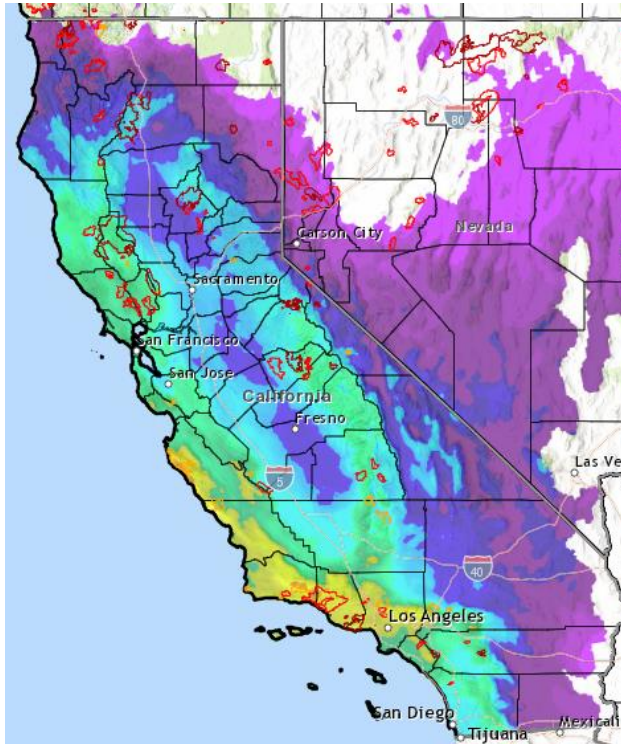 80
Nevada
Carson City
Sacramento
San Francisco
San Jose
California
Fresno
5
Las Ve
40
Los Angeles
San Diego
Mexicali
Tijuana